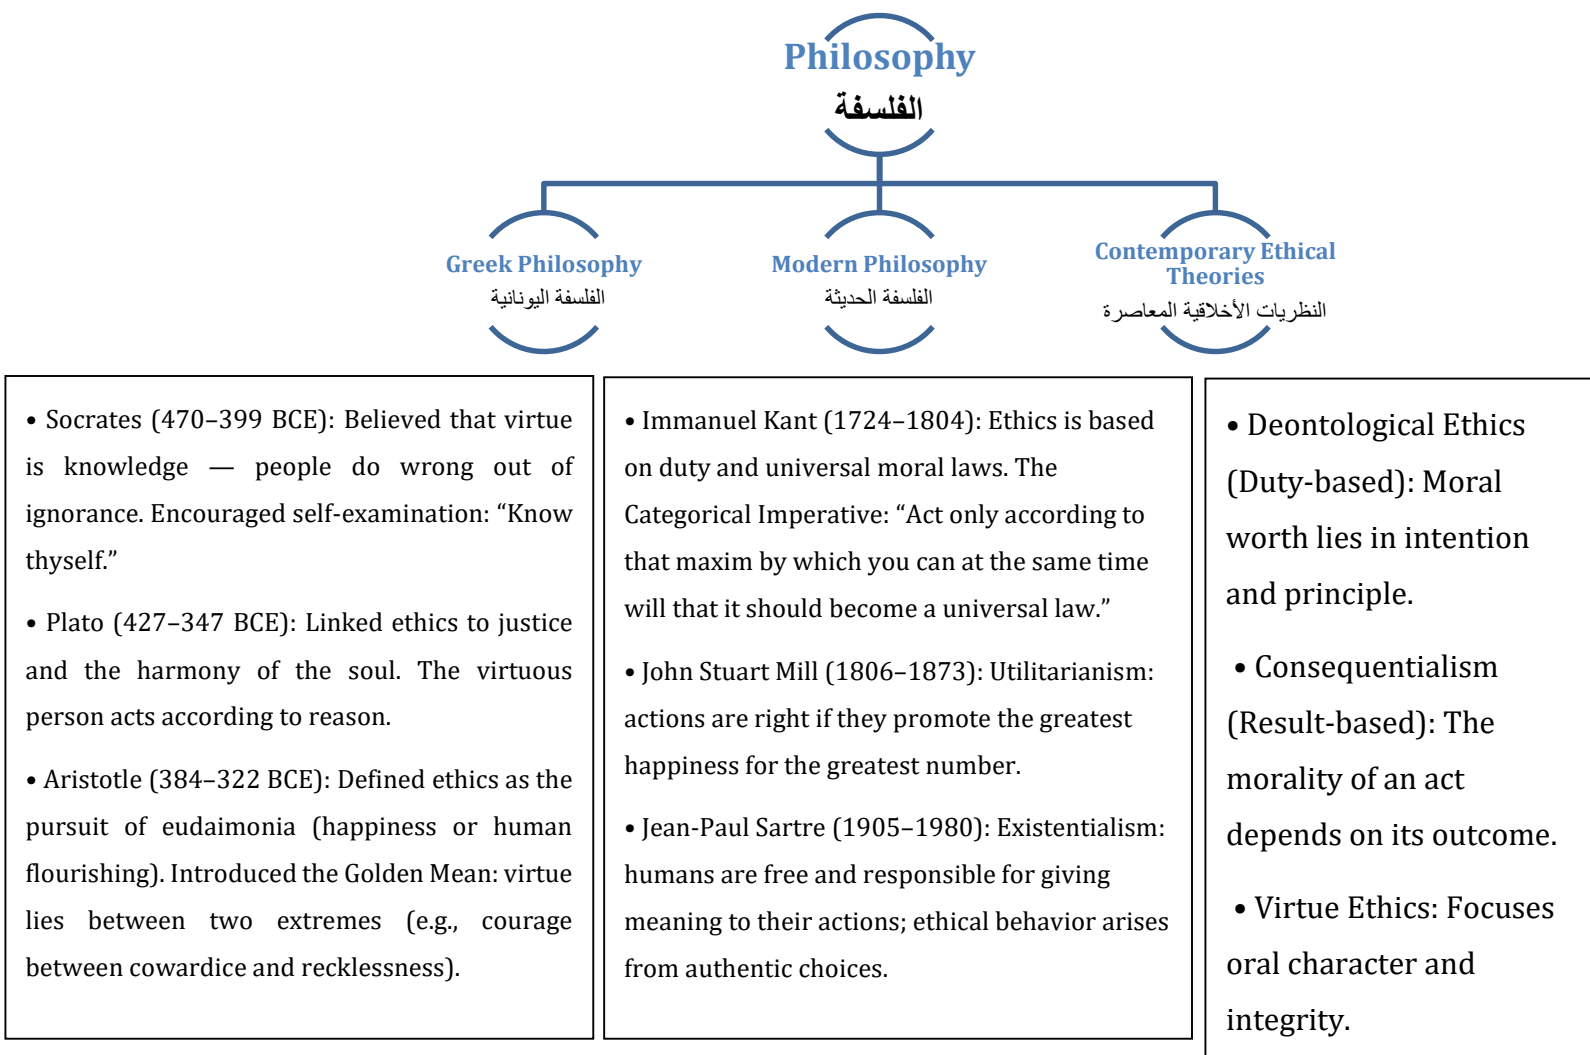 Philosophy
الفلسفة
Greek Philosophy
الفلسفة اليونانية
Modern Philosophy
الفلسفة الحديثة
Contemporary Ethical
Theories
النظريات الأخلاقية المعاصرة
• Socrates (470–399 BCE): Believed that virtue
is knowledge — people do wrong out of
ignorance. Encouraged self-examination: “Know
thyself.”
• Plato (427–347 BCE): Linked ethics to justice
and the harmony of the soul. The virtuous
person acts according to reason.
• Aristotle (384–322 BCE): Defined ethics as the
pursuit of eudaimonia (happiness or human
flourishing). Introduced the Golden Mean: virtue
lies between two extremes (e.g., courage
between cowardice and recklessness).
• Immanuel Kant (1724–1804): Ethics is based
on duty and universal moral laws. The
Categorical Imperative: “Act only according to
that maxim by which you can at the same time
will that it should become a universal law.”
• John Stuart Mill (1806–1873): Utilitarianism:
actions are right if they promote the greatest
happiness for the greatest number.
• Jean-Paul Sartre (1905–1980): Existentialism:
humans are free and responsible for giving
meaning to their actions; ethical behavior arises
from authentic choices.
• Deontological Ethics
(Duty-based): Moral
worth lies in intention
and principle.
• Consequentialism
(Result-based): The
morality of an act
depends on its outcome.
• Virtue Ethics: Focuses
oral character and
integrity.